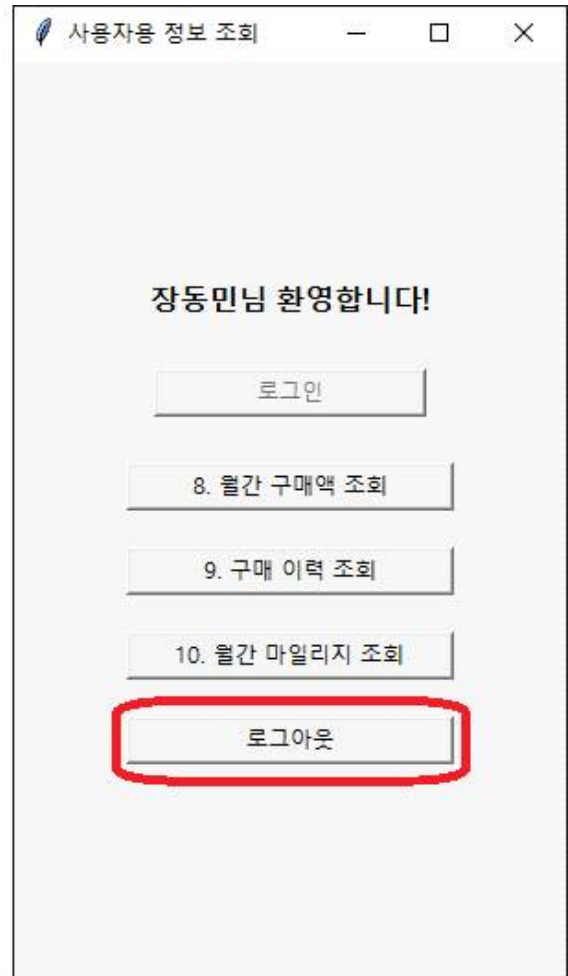 사용자용 정보 조회
장동민님 환영합니다!
로그인
8. 월간 구매액 조회
9. 구매 이력 조회
10. 월간 마일리지 조회
로그아웃